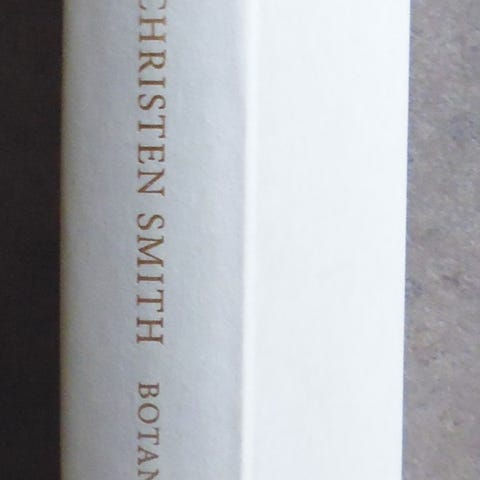 CHRISTEN SMITH BOTAN